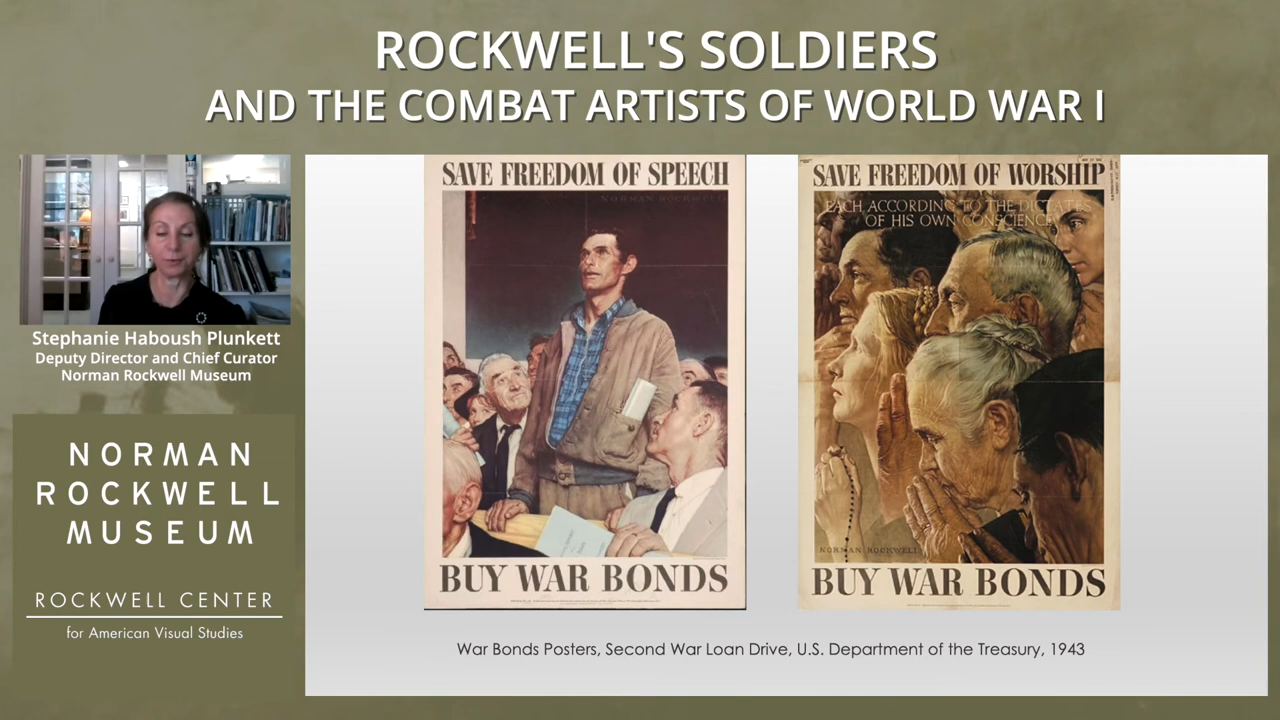 ROCKWELL'S SOLDIERS
AND THE COMBAT ARTISTS OF WORLD WAR I
Stephanie Haboush Plunkett
Deputy Director and Chief Curator
Norman Rockwell Museum
NORMAN
ROCKWELL
MUSEUM
ROCKWELL CENTER
for American Visual Studies
SAVE FREEDOM OF SPEECH
NORMAN ROCKWELL
BUY WAR BONDS
SAVE FREEDOM OF WORSHIP
EACH ACCORDING TO THE DICTATES
OF HIS OWN CONSCIENCE
NORMAN ROCKWELL
BUY WAR BONDS
War Bonds Posters, Second War Loan Drive, U.S. Department of the Treasury, 1943